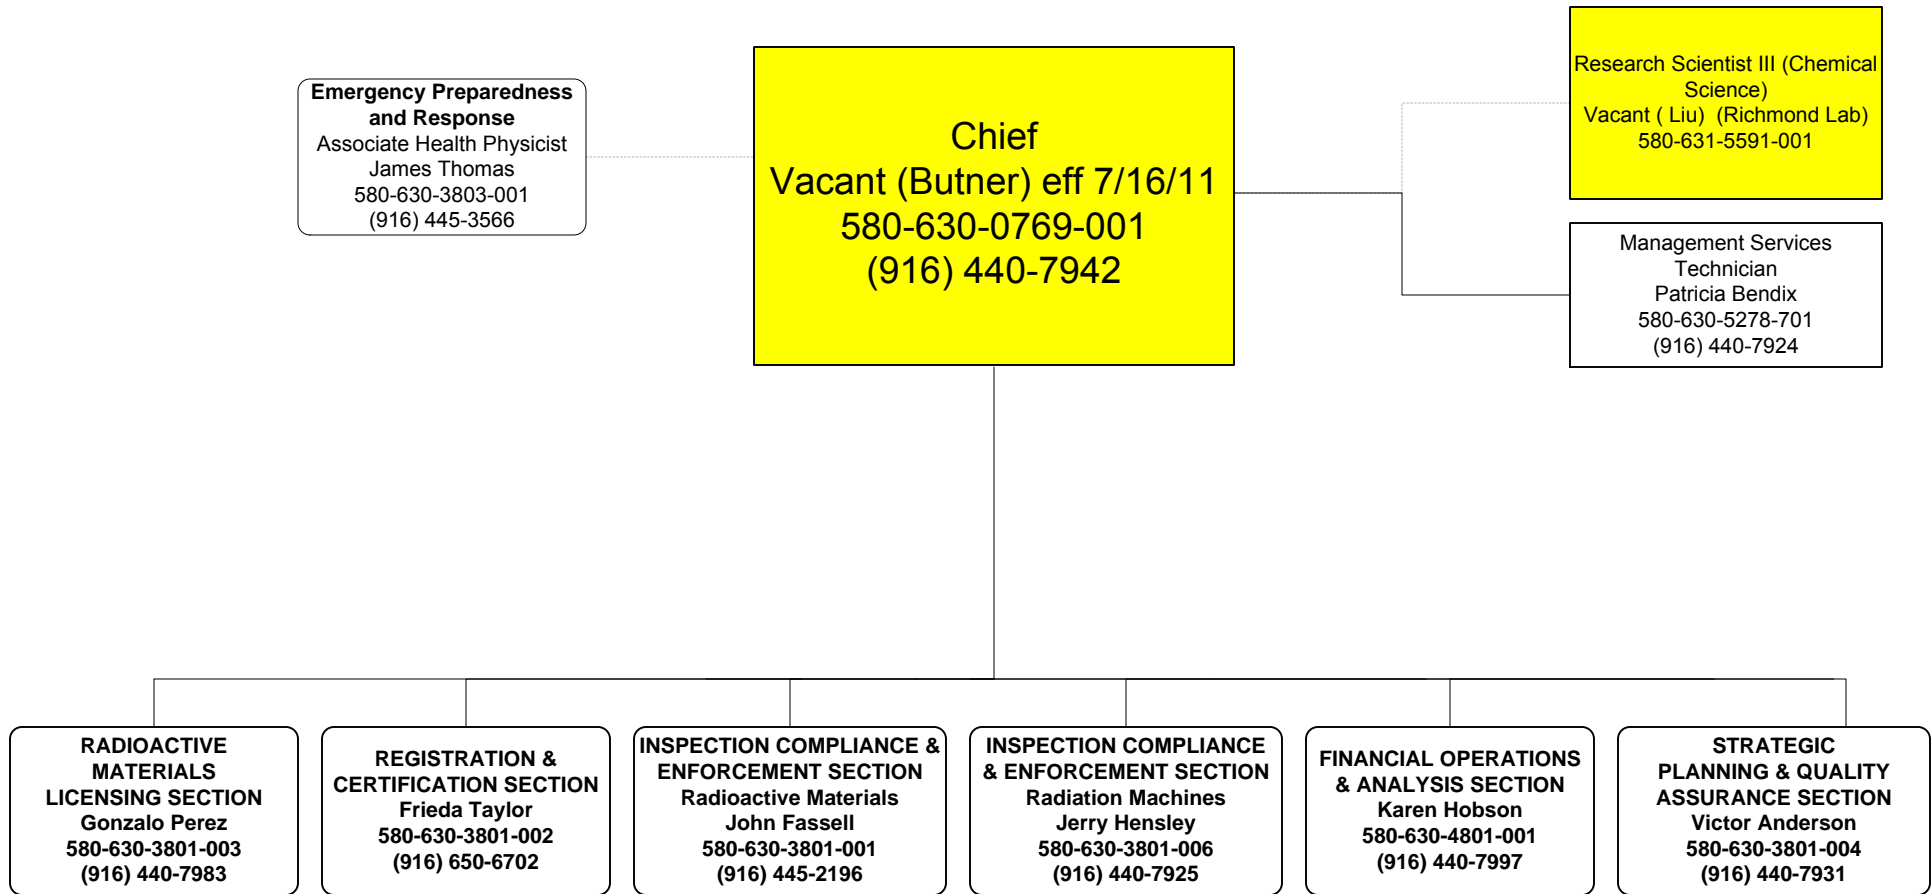 Emergency Preparedness
and Response
Associate Health Physicist
James Thomas
580-630-3803-001
(916) 445-3566
Chief
Vacant (Butner) eff 7/16/11
580-630-0769-001
(916) 440-7942
Research Scientist III (Chemical
Science)
Vacant ( Liu)  (Richmond Lab)
580-631-5591-001
Management Services
Technician
Patricia Bendix
580-630-5278-701
(916) 440-7924
RADIOACTIVE
MATERIALS
LICENSING SECTION
Gonzalo Perez
580-630-3801-003
(916) 440-7983
REGISTRATION &
CERTIFICATION SECTION
Frieda Taylor
580-630-3801-002
(916) 650-6702
INSPECTION COMPLIANCE &
ENFORCEMENT SECTION
Radioactive Materials
John Fassell
580-630-3801-001
(916) 445-2196
INSPECTION COMPLIANCE
& ENFORCEMENT SECTION
Radiation Machines
Jerry Hensley
580-630-3801-006
(916) 440-7925
FINANCIAL OPERATIONS
& ANALYSIS SECTION
Karen Hobson
580-630-4801-001
(916) 440-7997
STRATEGIC
PLANNING & QUALITY
ASSURANCE SECTION
Victor Anderson
580-630-3801-004
(916) 440-7931